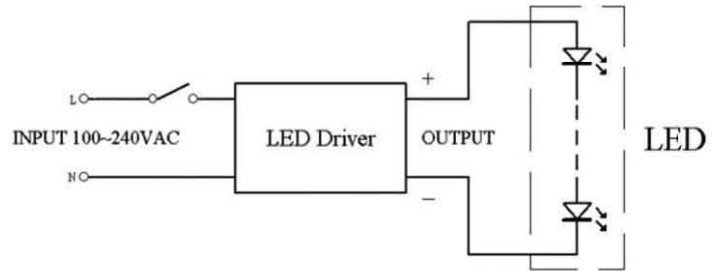 L
INPUT 100~240VAC
N
LED Driver
+
OUTPUT
−
LED